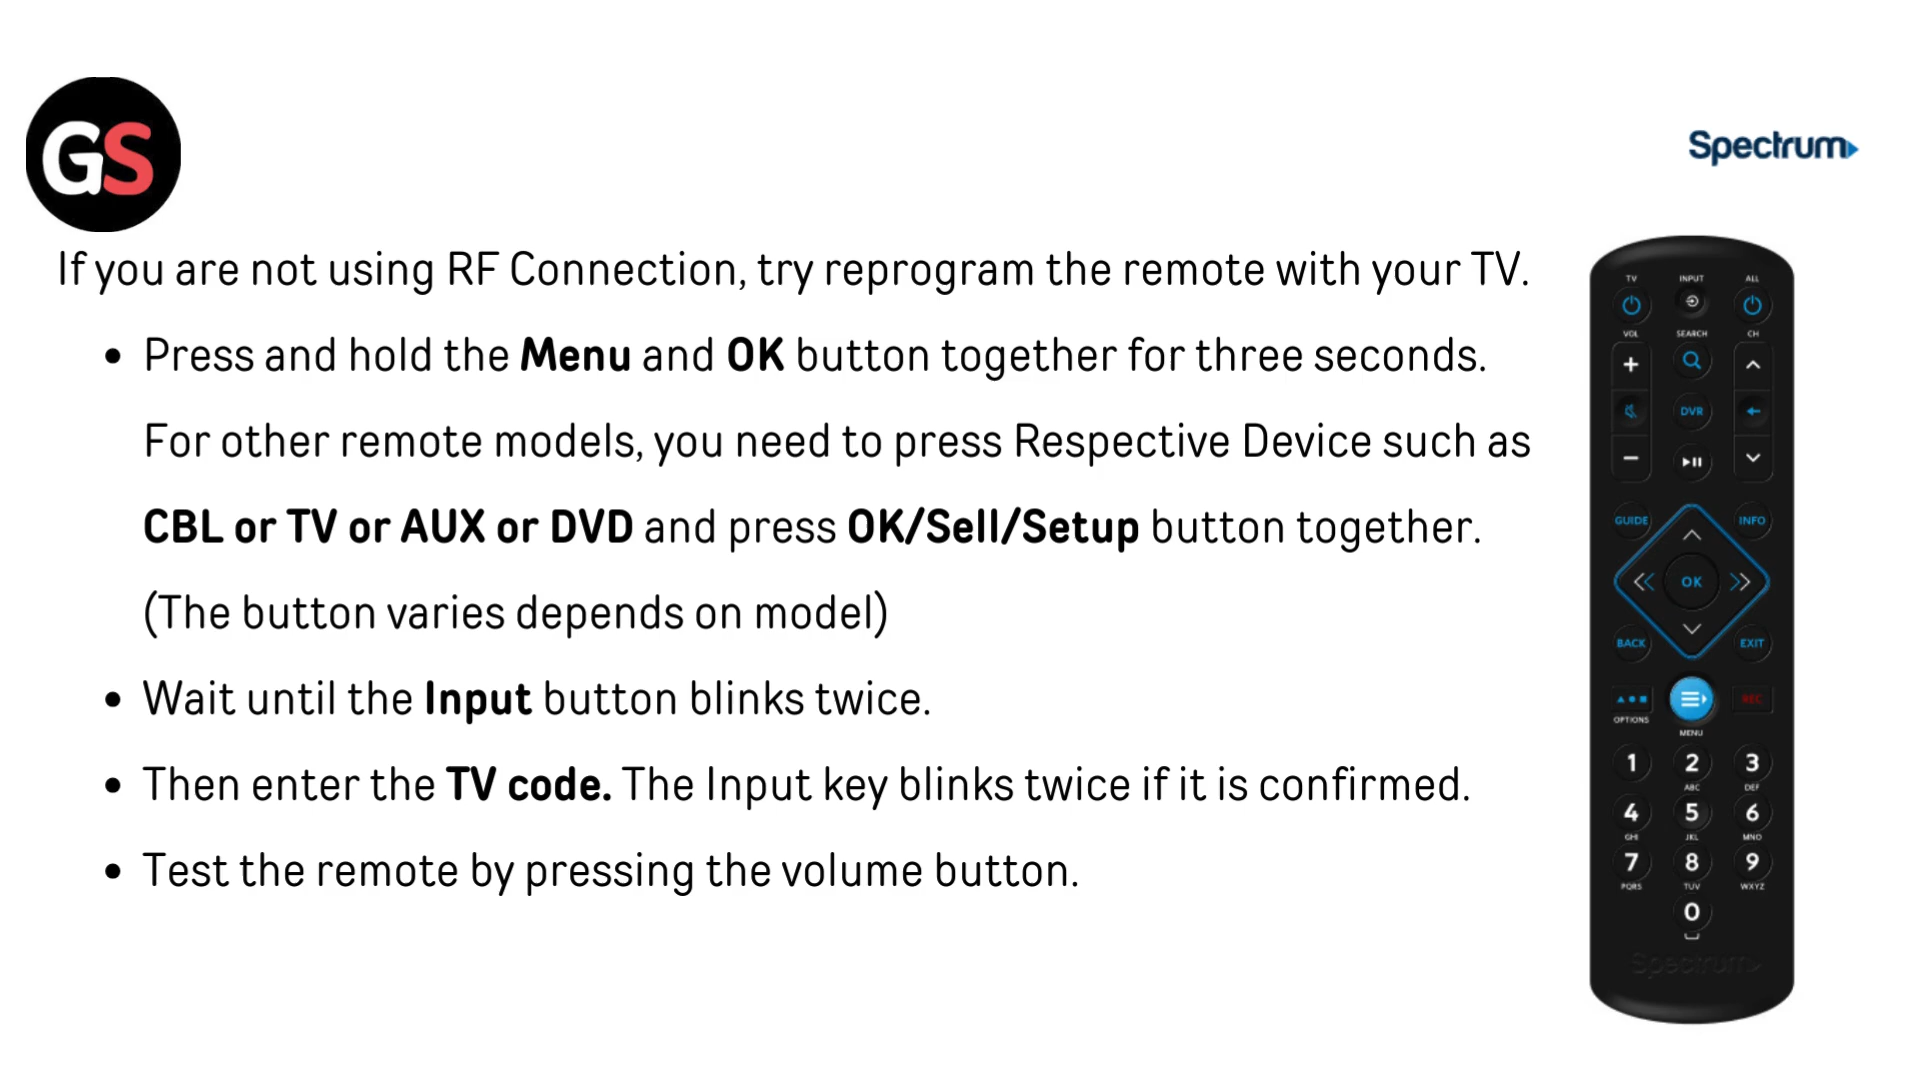 GS
Spectrum
If you are not using RF Connection, try reprogram the remote with your TV.
• Press and hold the Menu and OK button together for three seconds.
For other remote models, you need to press Respective Device such as
CBL or TV or AUX or DVD and press OK/Sell/Setup button together.
(The button varies depends on model)
• Wait until the Input button blinks twice.
• Then enter the TV code. The Input key blinks twice if it is confirmed.
• Test the remote by pressing the volume button.
TV INPUT ALL
VOL SEARCH CH
DVR
GUIDE INFO
OK
BACK EXIT
REC
OPTIONS
MENU
1 2 3
ABC DEF
4 5 6
GHI JKL MNO
7 8 9
PQRS TUV WXYZ
0
Spectrum